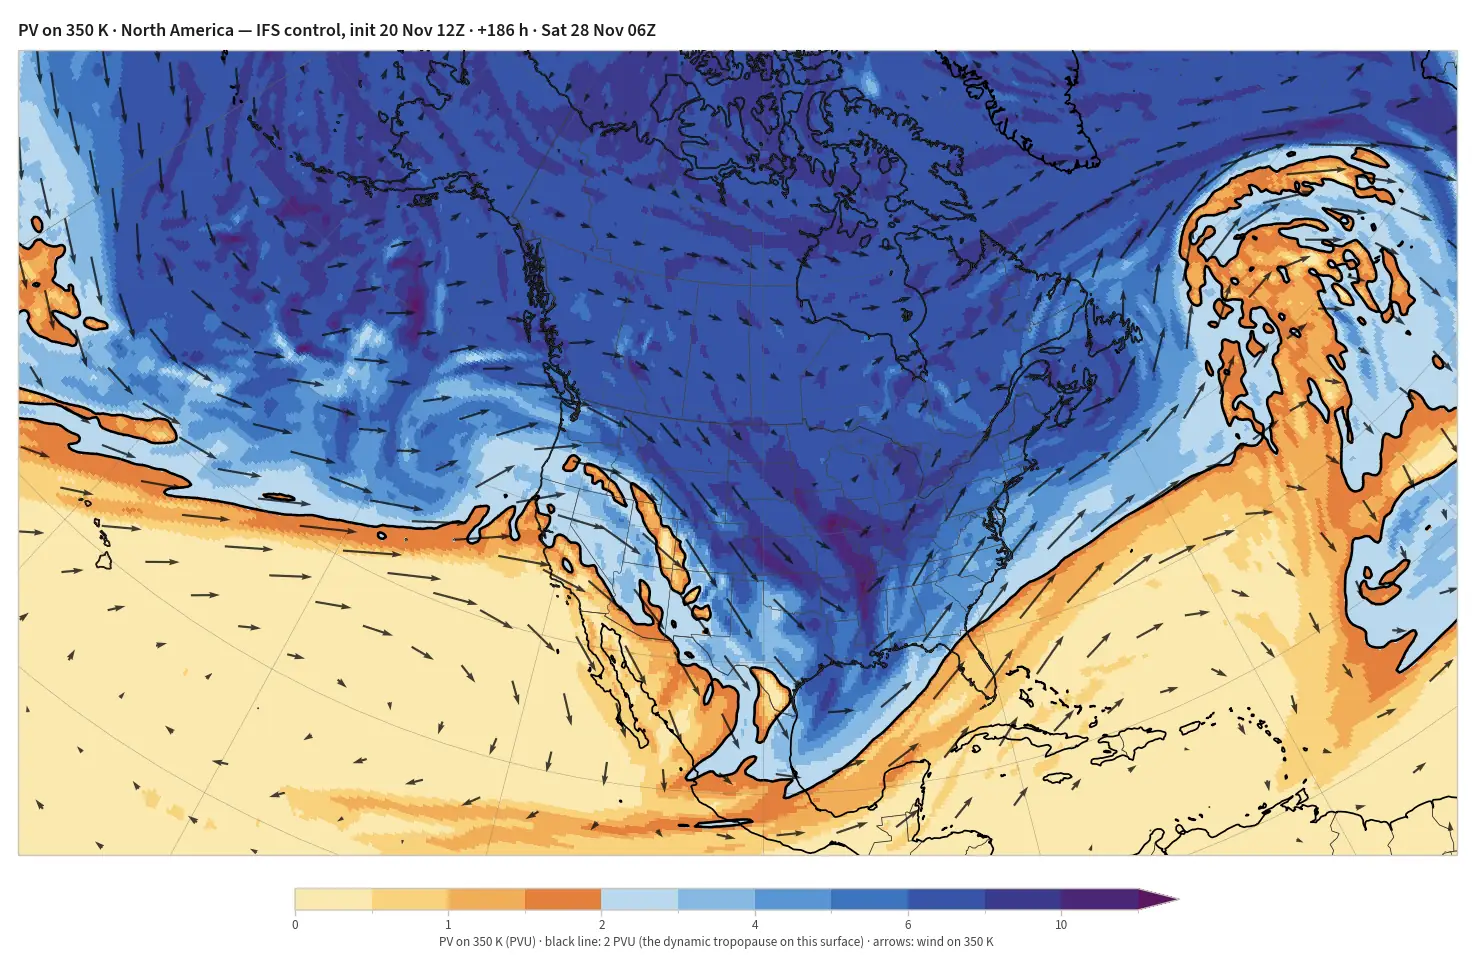 PV on 350 K · North America — IFS control, init 20 Nov 12Z · +186 h · Sat 28 Nov 06Z
0 1 2 4 6 10
PV on 350 K (PVU) · black line: 2 PVU (the dynamic tropopause on this surface) · arrows: wind on 350 K